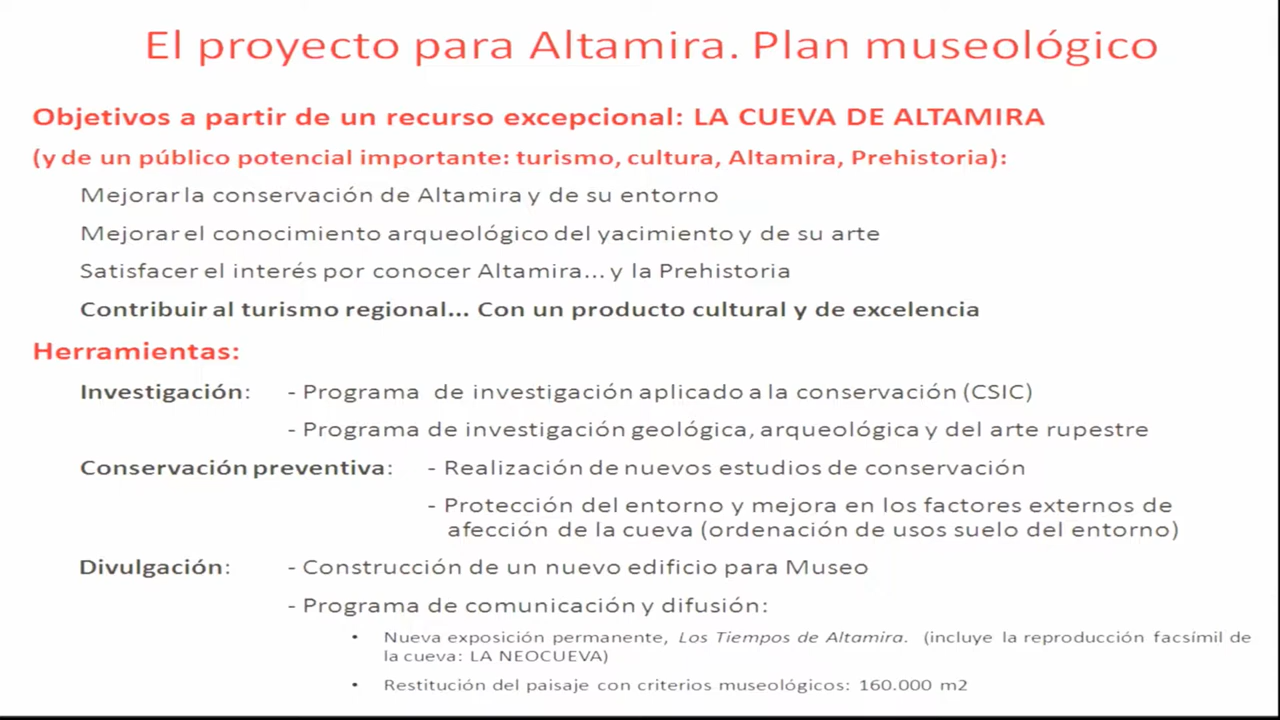 El proyecto para Altamira. Plan museológico
Objetivos a partir de un recurso excepcional: LA CUEVA DE ALTAMIRA
(y de un público potencial importante: turismo, cultura, Altamira, Prehistoria):
Mejorar la conservación de Altamira y de su entorno
Mejorar el conocimiento arqueológico del yacimiento y de su arte
Satisfacer el interés por conocer Altamira... y la Prehistoria
Contribuir al turismo regional... Con un producto cultural y de excelencia
Herramientas:
Investigación: - Programa de investigación aplicado a la conservación (CSIC)
- Programa de investigación geológica, arqueológica y del arte rupestre
Conservación preventiva: - Realización de nuevos estudios de conservación
- Protección del entorno y mejora en los factores externos de
afección de la cueva (ordenación de usos suelo del entorno)
Divulgación: - Construcción de un nuevo edificio para Museo
- Programa de comunicación y difusión:
• Nueva exposición permanente, Los Tiempos de Altamira. (incluye la reproducción facsímil de
la cueva: LA NEOCUEVA)
• Restitución del paisaje con criterios museológicos: 160.000 m2